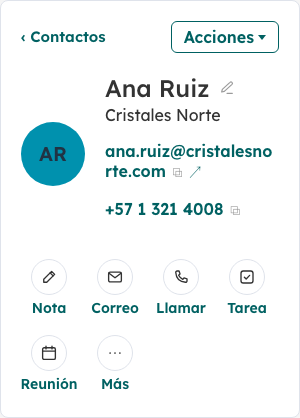 ‹ Contactos
Acciones
Ana Ruiz
Cristales Norte
AR
ana.ruiz@cristalesno
rte.com
+57 1 321 4008
Nota
Correo
Llamar
Tarea
Reunión
Más